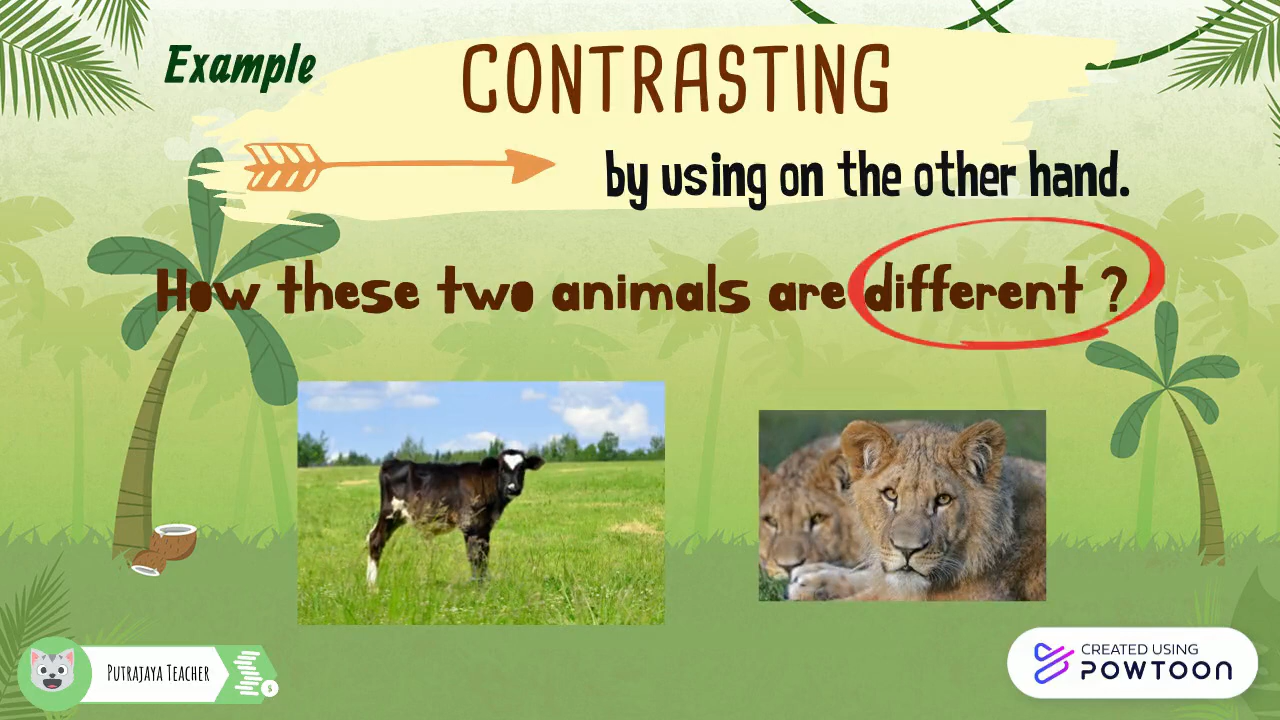 Example
CONTRASTING
by using on the other hand.
How these two animals are different ?
PUTRAJAYA TEACHER
$
CREATED USING
POWTOON